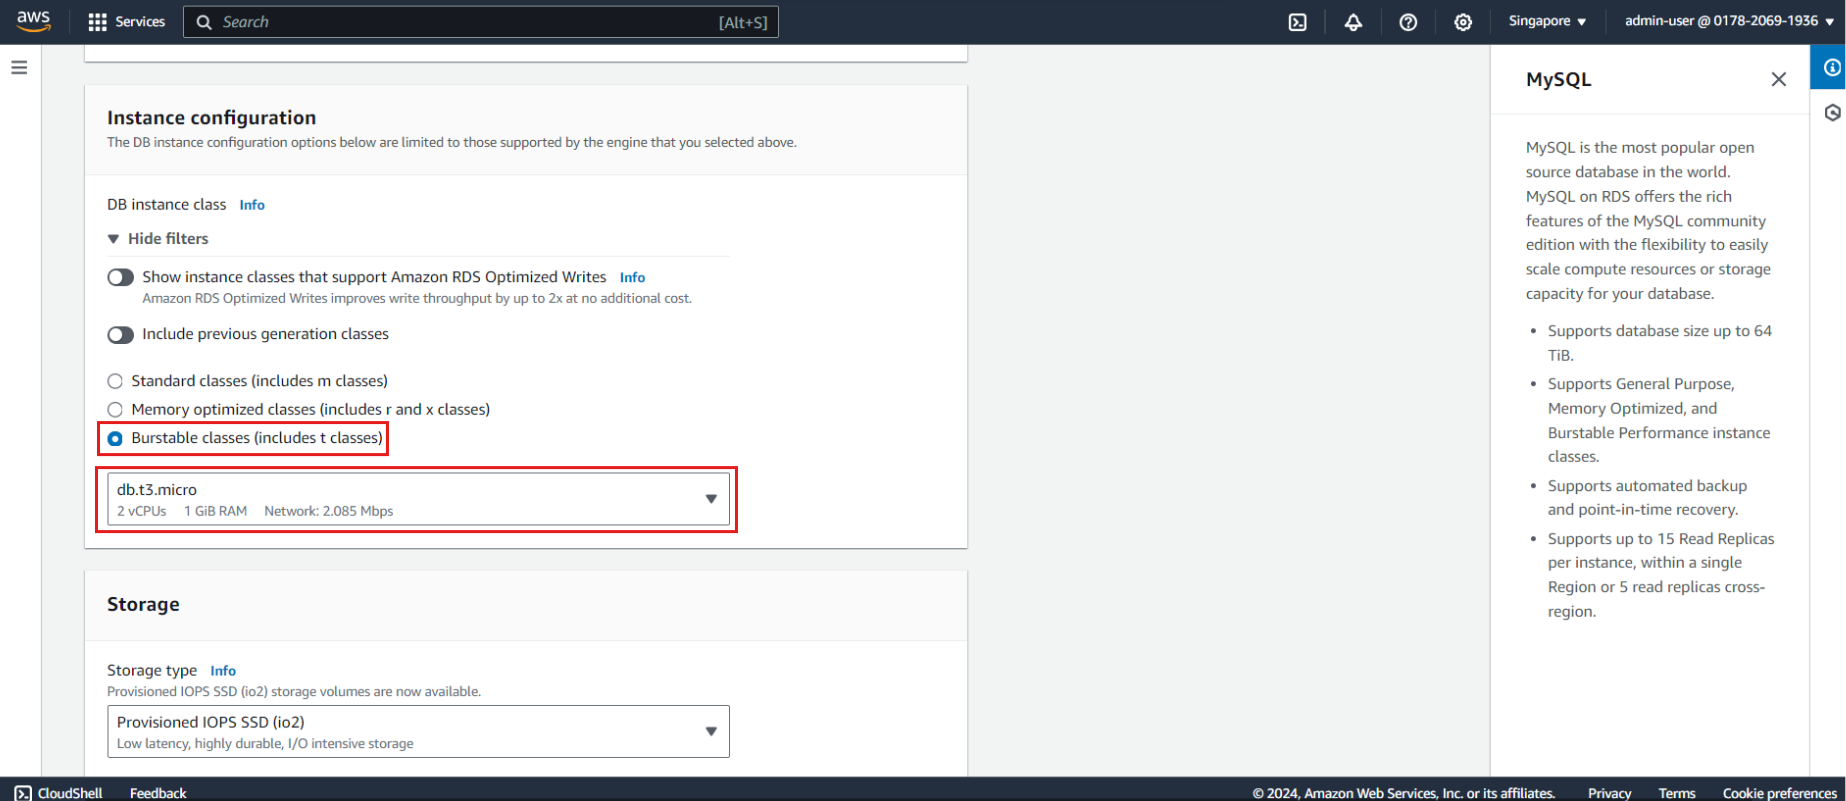 aws
Services
Search
[Alt+S]
Singapore ▼
admin-user @ 0178-2069-1936 ▼
Instance configuration
The DB instance configuration options below are limited to those supported by the engine that you selected above.
DB instance class Info
▼ Hide filters
Show instance classes that support Amazon RDS Optimized Writes Info
Amazon RDS Optimized Writes improves write throughput by up to 2x at no additional cost.
Include previous generation classes
Standard classes (includes m classes)
Memory optimized classes (includes r and x classes)
Burstable classes (includes t classes)
db.t3.micro
2 vCPUs 1 GiB RAM Network: 2.085 Mbps
Storage
Storage type Info
Provisioned IOPS SSD (io2) storage volumes are now available.
Provisioned IOPS SSD (io2)
Low latency, highly durable, I/O intensive storage
MySQL
MySQL is the most popular open
source database in the world.
MySQL on RDS offers the rich
features of the MySQL community
edition with the flexibility to easily
scale compute resources or storage
capacity for your database.
• Supports database size up to 64
TiB.
• Supports General Purpose,
Memory Optimized, and
Burstable Performance instance
classes.
• Supports automated backup
and point-in-time recovery.
• Supports up to 15 Read Replicas
per instance, within a single
Region or 5 read replicas cross-
region.
CloudShell
Feedback
© 2024, Amazon Web Services, Inc. or its affiliates.
Privacy
Terms
Cookie preferences